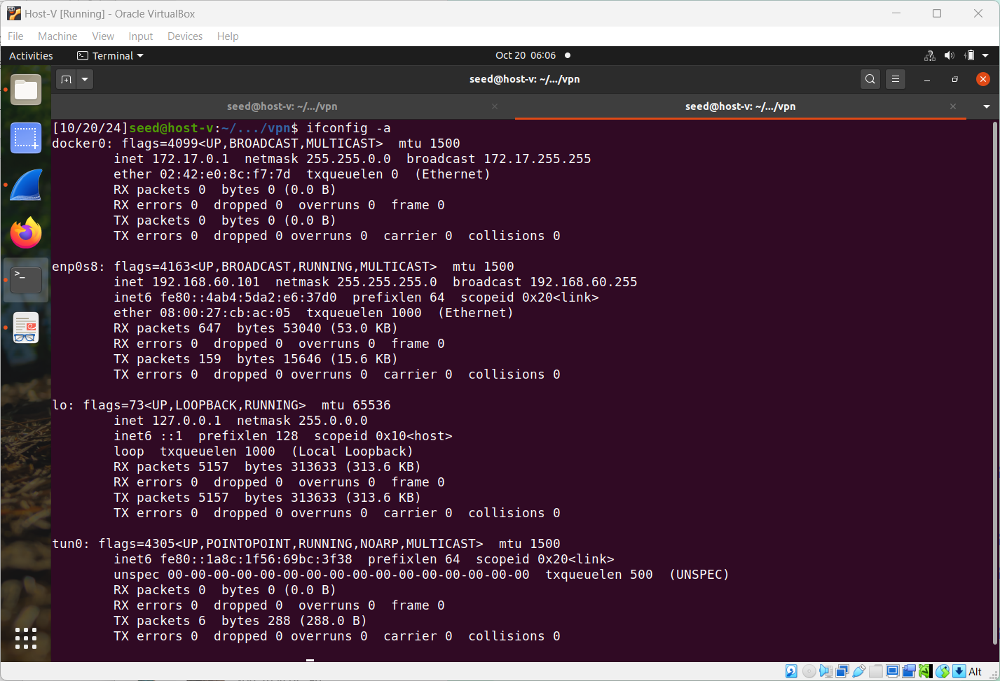 Host-V [Running] - Oracle VirtualBox
File Machine View Input Devices Help
Activities Terminal Oct 20 06:06
seed@host-v: ~/.../vpn
seed@host-v: ~/.../vpn seed@host-v: ~/.../vpn
[10/20/24]seed@host-v:~/.../vpn$ ifconfig -a
docker0: flags=4099<UP,BROADCAST,MULTICAST>  mtu 1500
        inet 172.17.0.1  netmask 255.255.0.0  broadcast 172.17.255.255
        ether 02:42:e0:8c:f7:7d  txqueuelen 0  (Ethernet)
        RX packets 0  bytes 0 (0.0 B)
        RX errors 0  dropped 0  overruns 0  frame 0
        TX packets 0  bytes 0 (0.0 B)
        TX errors 0  dropped 0 overruns 0  carrier 0  collisions 0

enp0s8: flags=4163<UP,BROADCAST,RUNNING,MULTICAST>  mtu 1500
        inet 192.168.60.101  netmask 255.255.255.0  broadcast 192.168.60.255
        inet6 fe80::4ab4:5da2:e6:37d0  prefixlen 64  scopeid 0x20<link>
        ether 08:00:27:cb:ac:05  txqueuelen 1000  (Ethernet)
        RX packets 647  bytes 53040 (53.0 KB)
        RX errors 0  dropped 0  overruns 0  frame 0
        TX packets 159  bytes 15646 (15.6 KB)
        TX errors 0  dropped 0 overruns 0  carrier 0  collisions 0

lo: flags=73<UP,LOOPBACK,RUNNING>  mtu 65536
        inet 127.0.0.1  netmask 255.0.0.0
        inet6 ::1  prefixlen 128  scopeid 0x10<host>
        loop  txqueuelen 1000  (Local Loopback)
        RX packets 5157  bytes 313633 (313.6 KB)
        RX errors 0  dropped 0  overruns 0  frame 0
        TX packets 5157  bytes 313633 (313.6 KB)
        TX errors 0  dropped 0 overruns 0  carrier 0  collisions 0

tun0: flags=4305<UP,POINTOPOINT,RUNNING,NOARP,MULTICAST>  mtu 1500
        inet6 fe80::1a8c:1f56:69bc:3f38  prefixlen 64  scopeid 0x20<link>
        unspec 00-00-00-00-00-00-00-00-00-00-00-00-00-00-00-00  txqueuelen 500  (UNSPEC)
        RX packets 0  bytes 0 (0.0 B)
        RX errors 0  dropped 0  overruns 0  frame 0
        TX packets 6  bytes 288 (288.0 B)
        TX errors 0  dropped 0 overruns 0  carrier 0  collisions 0
Alt